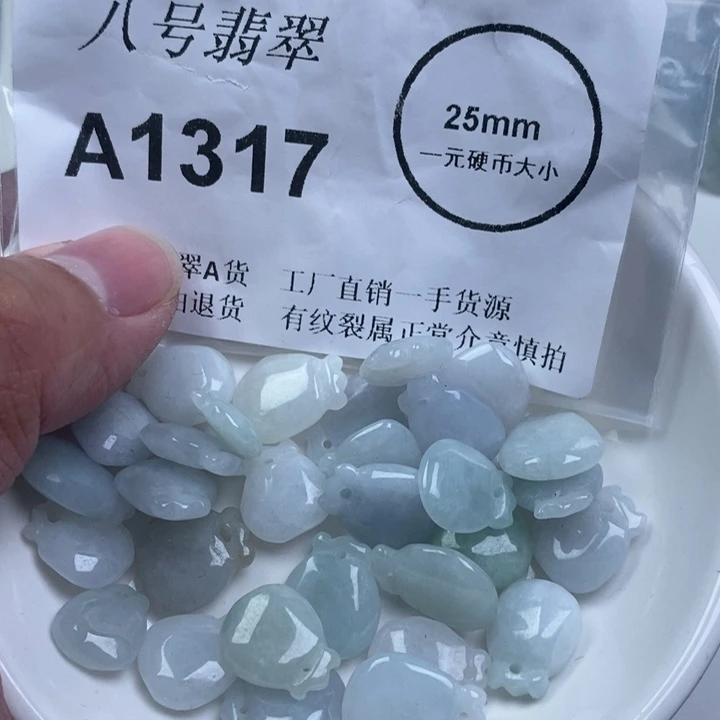 八号翡翠
A1317
25mm
一元硬币大小
翠A货 工厂直销一手货源
退货 有纹裂属正常介意慎拍